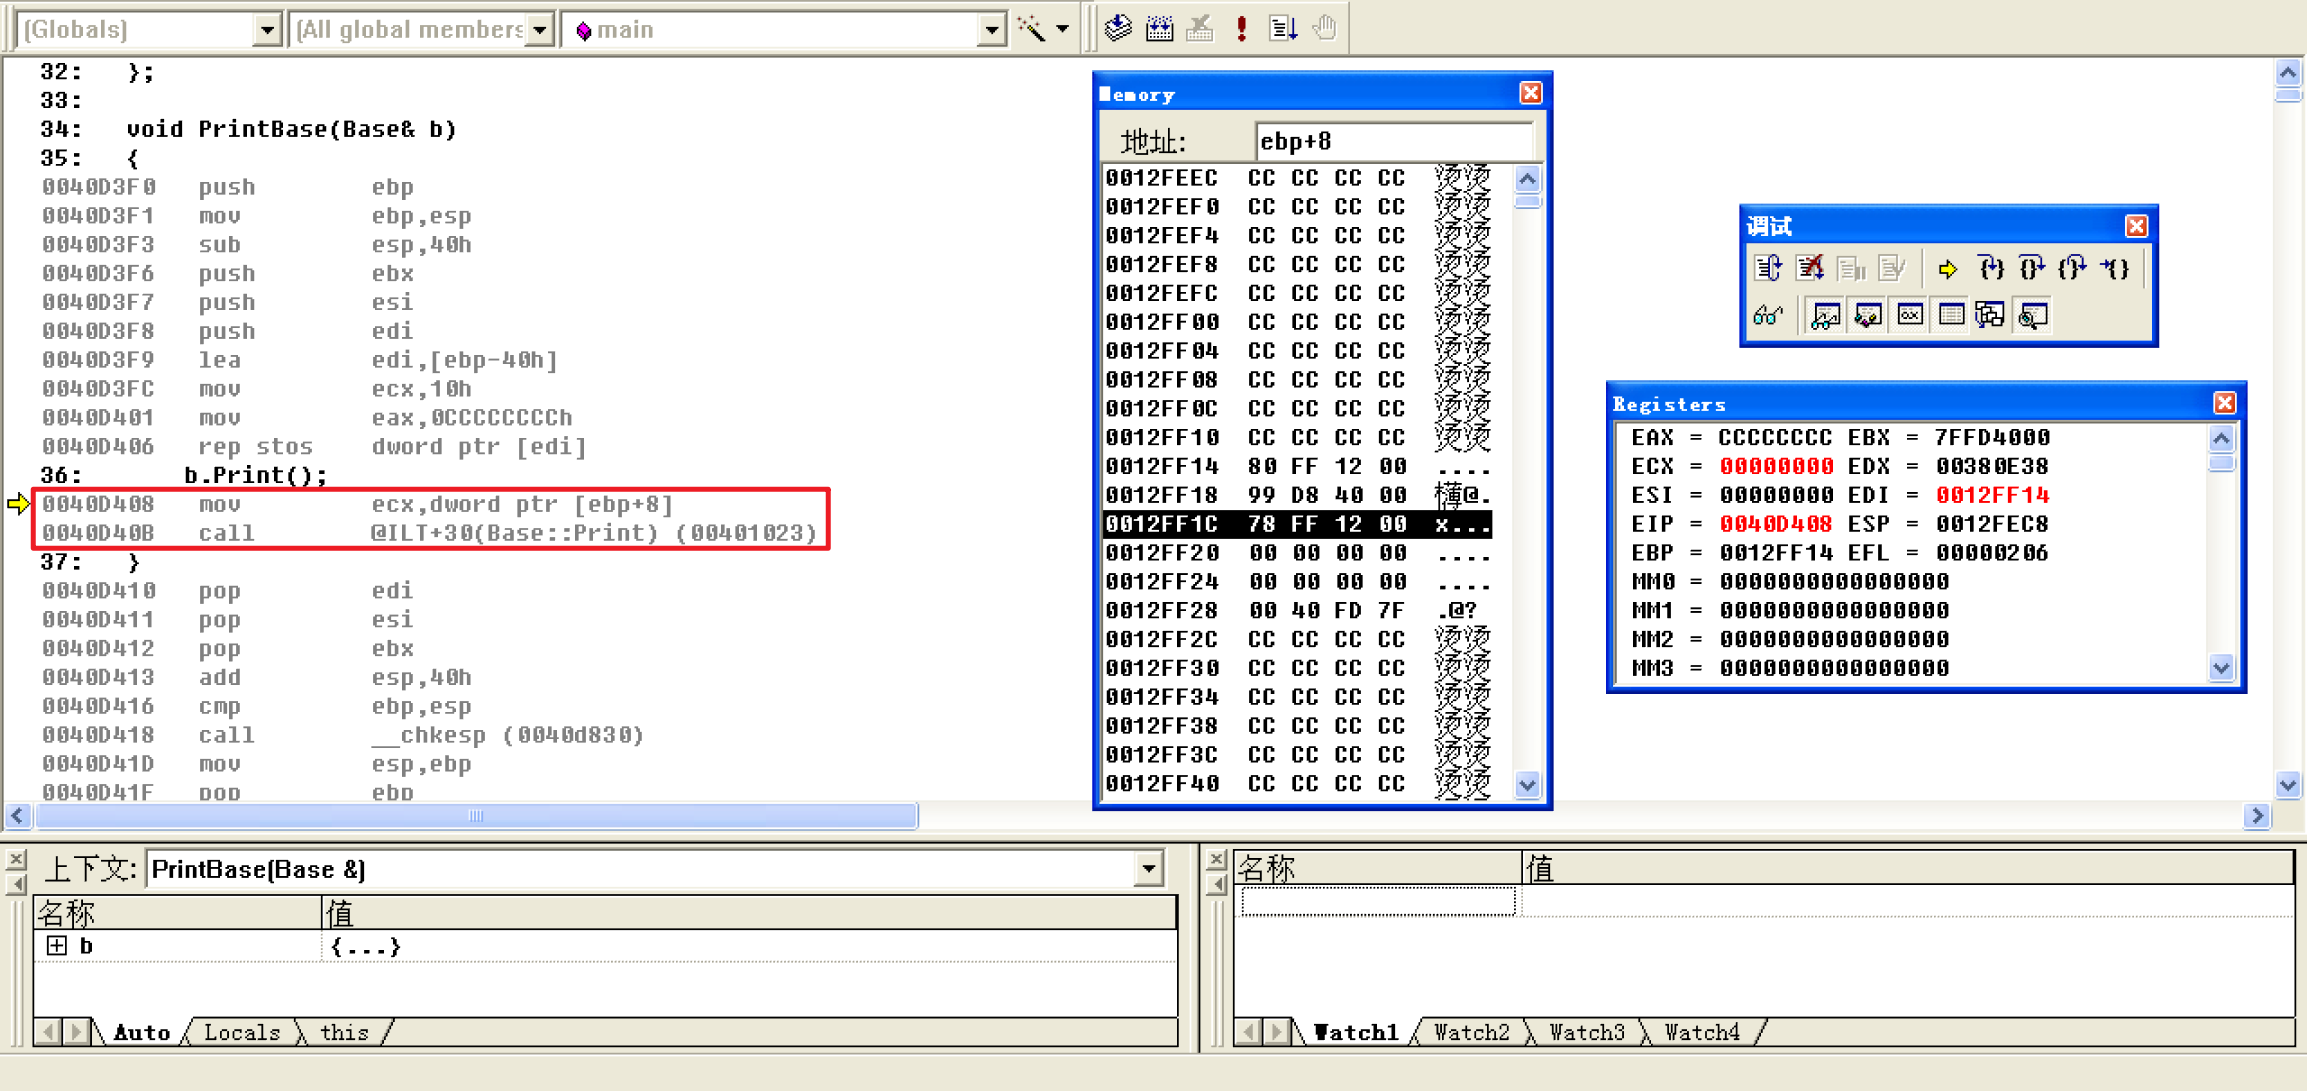 (Globals) (All global members main
32: };
33:
34: void PrintBase(Base& b)
35: {
0040D3F0 push ebp
0040D3F1 mov ebp,esp
0040D3F3 sub esp,40h
0040D3F6 push ebx
0040D3F7 push esi
0040D3F8 push edi
0040D3F9 lea edi,[ebp-40h]
0040D3FC mov ecx,10h
0040D401 mov eax,0CCCCCCCCh
0040D406 rep stos dword ptr [edi]
36: b.Print();
0040D408 mov ecx,dword ptr [ebp+8]
0040D40B call @ILT+30(Base::Print) (00401023)
37: }
0040D410 pop edi
0040D411 pop esi
0040D412 pop ebx
0040D413 add esp,40h
0040D416 cmp ebp,esp
0040D418 call __chkesp (0040d830)
0040D41D mov esp,ebp
0040D41F pop ebp
Memory
地址: ebp+8
0012FEEC CC CC CC CC 烫烫
0012FEF0 CC CC CC CC 烫烫
0012FEF4 CC CC CC CC 烫烫
0012FEF8 CC CC CC CC 烫烫
0012FEFC CC CC CC CC 烫烫
0012FF00 CC CC CC CC 烫烫
0012FF04 CC CC CC CC 烫烫
0012FF08 CC CC CC CC 烫烫
0012FF0C CC CC CC CC 烫烫
0012FF10 CC CC CC CC 烫烫
0012FF14 80 FF 12 00 ....
0012FF18 99 D8 40 00 @.
0012FF1C 78 FF 12 00 x...
0012FF20 00 00 00 00 ....
0012FF24 00 00 00 00 ....
0012FF28 00 40 FD 7F .@?
0012FF2C CC CC CC CC 烫烫
0012FF30 CC CC CC CC 烫烫
0012FF34 CC CC CC CC 烫烫
0012FF38 CC CC CC CC 烫烫
0012FF3C CC CC CC CC 烫烫
0012FF40 CC CC CC CC 烫烫
调试
Registers
EAX = CCCCCCCC EBX = 7FFD4000
ECX = 00000000 EDX = 00380E38
ESI = 00000000 EDI = 0012FF14
EIP = 0040D408 ESP = 0012FEC8
EBP = 0012FF14 EFL = 00000206
MM0 = 0000000000000000
MM1 = 0000000000000000
MM2 = 0000000000000000
MM3 = 0000000000000000
上下文: PrintBase(Base &)
名称 值
b {...}
Auto Locals this
名称 值
Watch1 Watch2 Watch3 Watch4